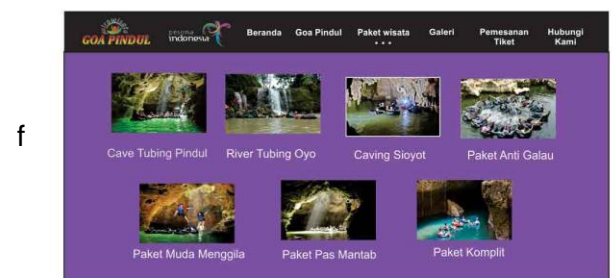 GOA PINDUL
pesona
indonesia
Beranda Goa Pindul Paket wisata Galeri Pemesanan Tiket Hubungi Kami
f
Cave Tubing Pindul River Tubing Oyo Caving Sioyot Paket Anti Galau
Paket Muda Menggila Paket Pas Mantab Paket Komplit